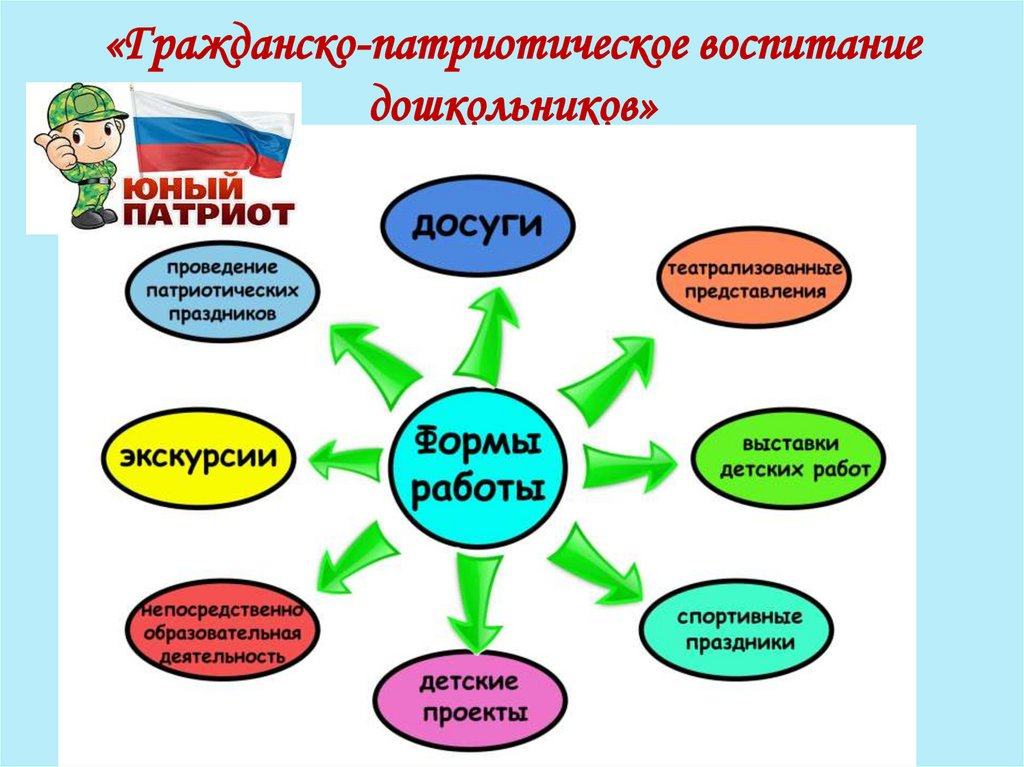 «Гражданско-патриотическое воспитание
дошкольников»
ЮНЫЙ
ПАТРИОТ
досуги
проведение
патриотических
праздников
театрализованные
представления
Формы
работы
экскурсии
выставки
детских работ
непосредственно
образовательная
деятельность
спортивные
праздники
детские
проекты